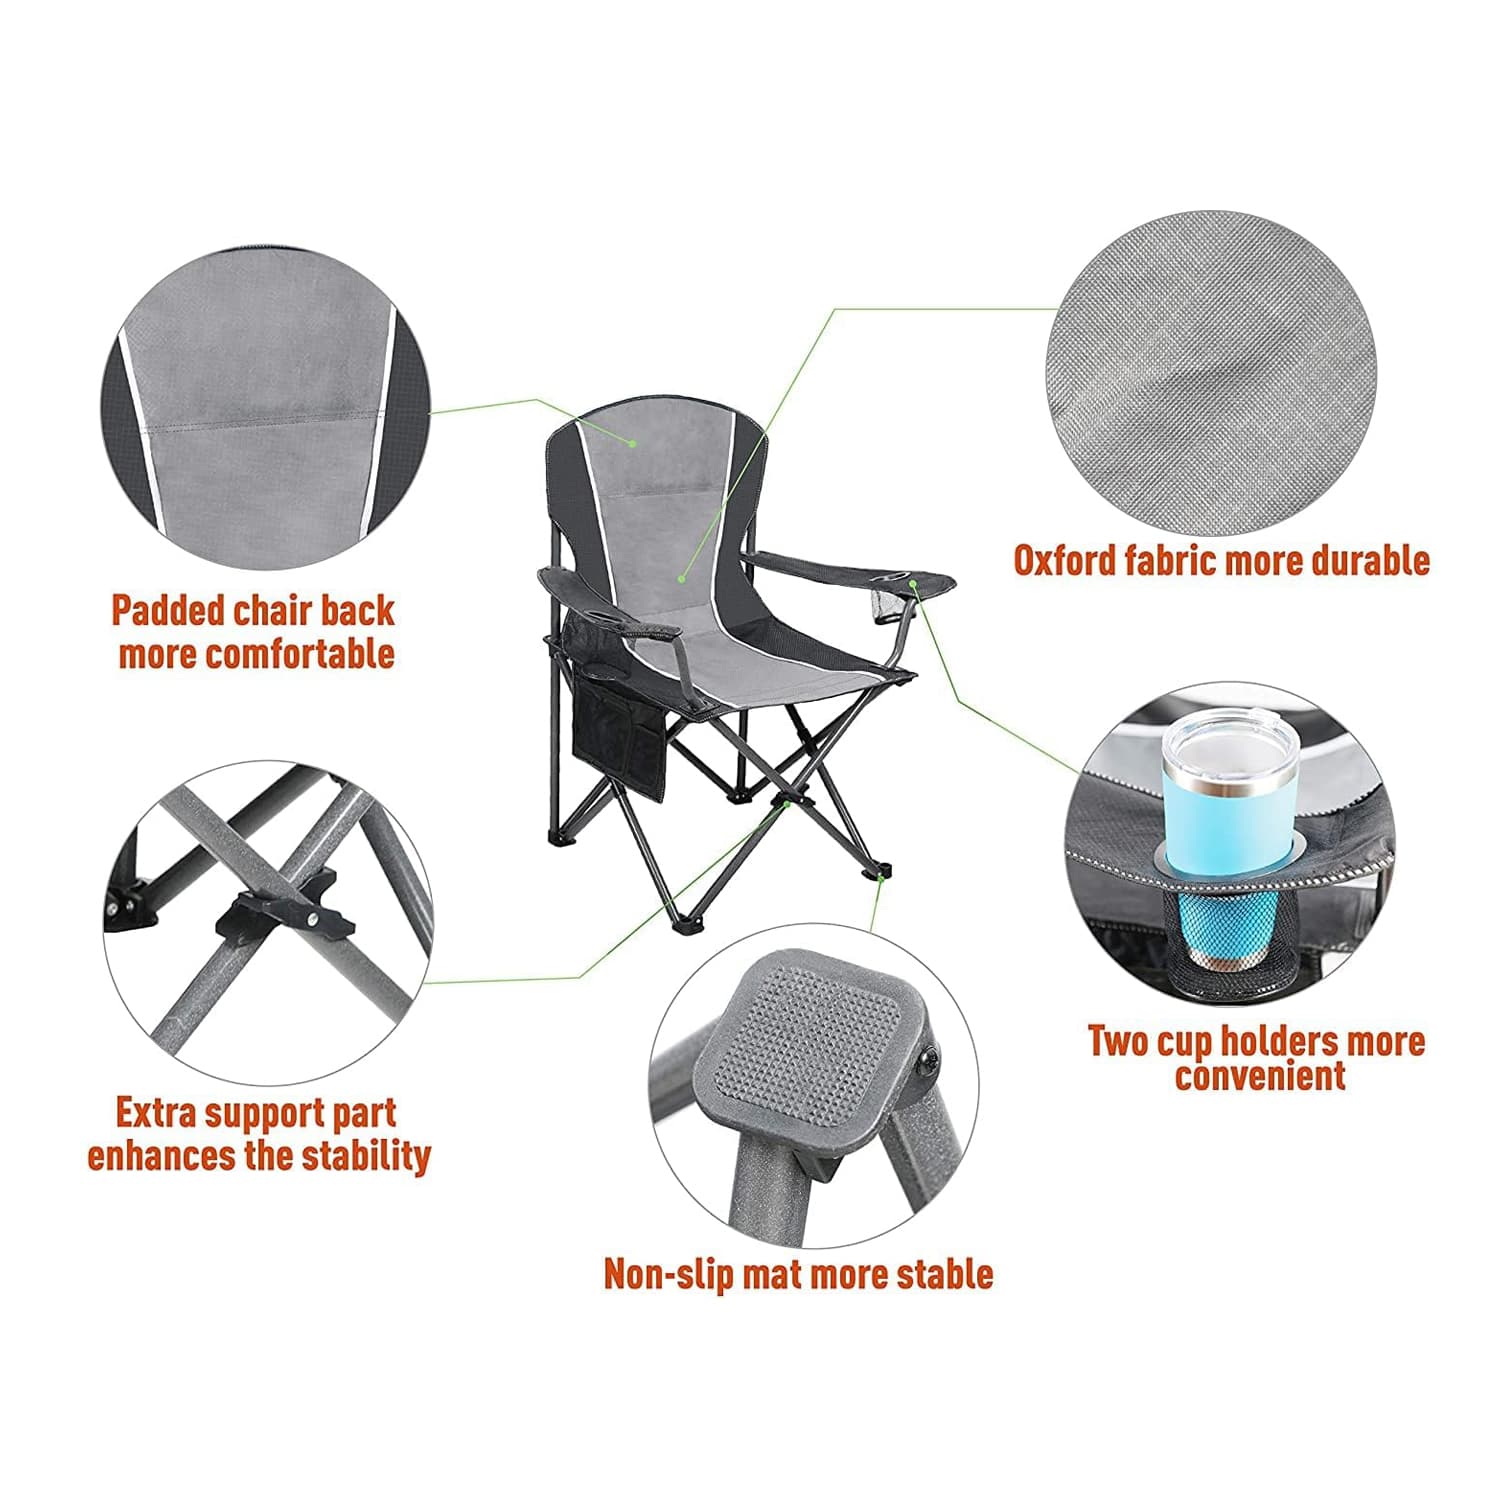 Oxford fabric more durable
Padded chair back
more comfortable
Two cup holders more
convenient
Extra support part
enhances the stability
Non-slip mat more stable